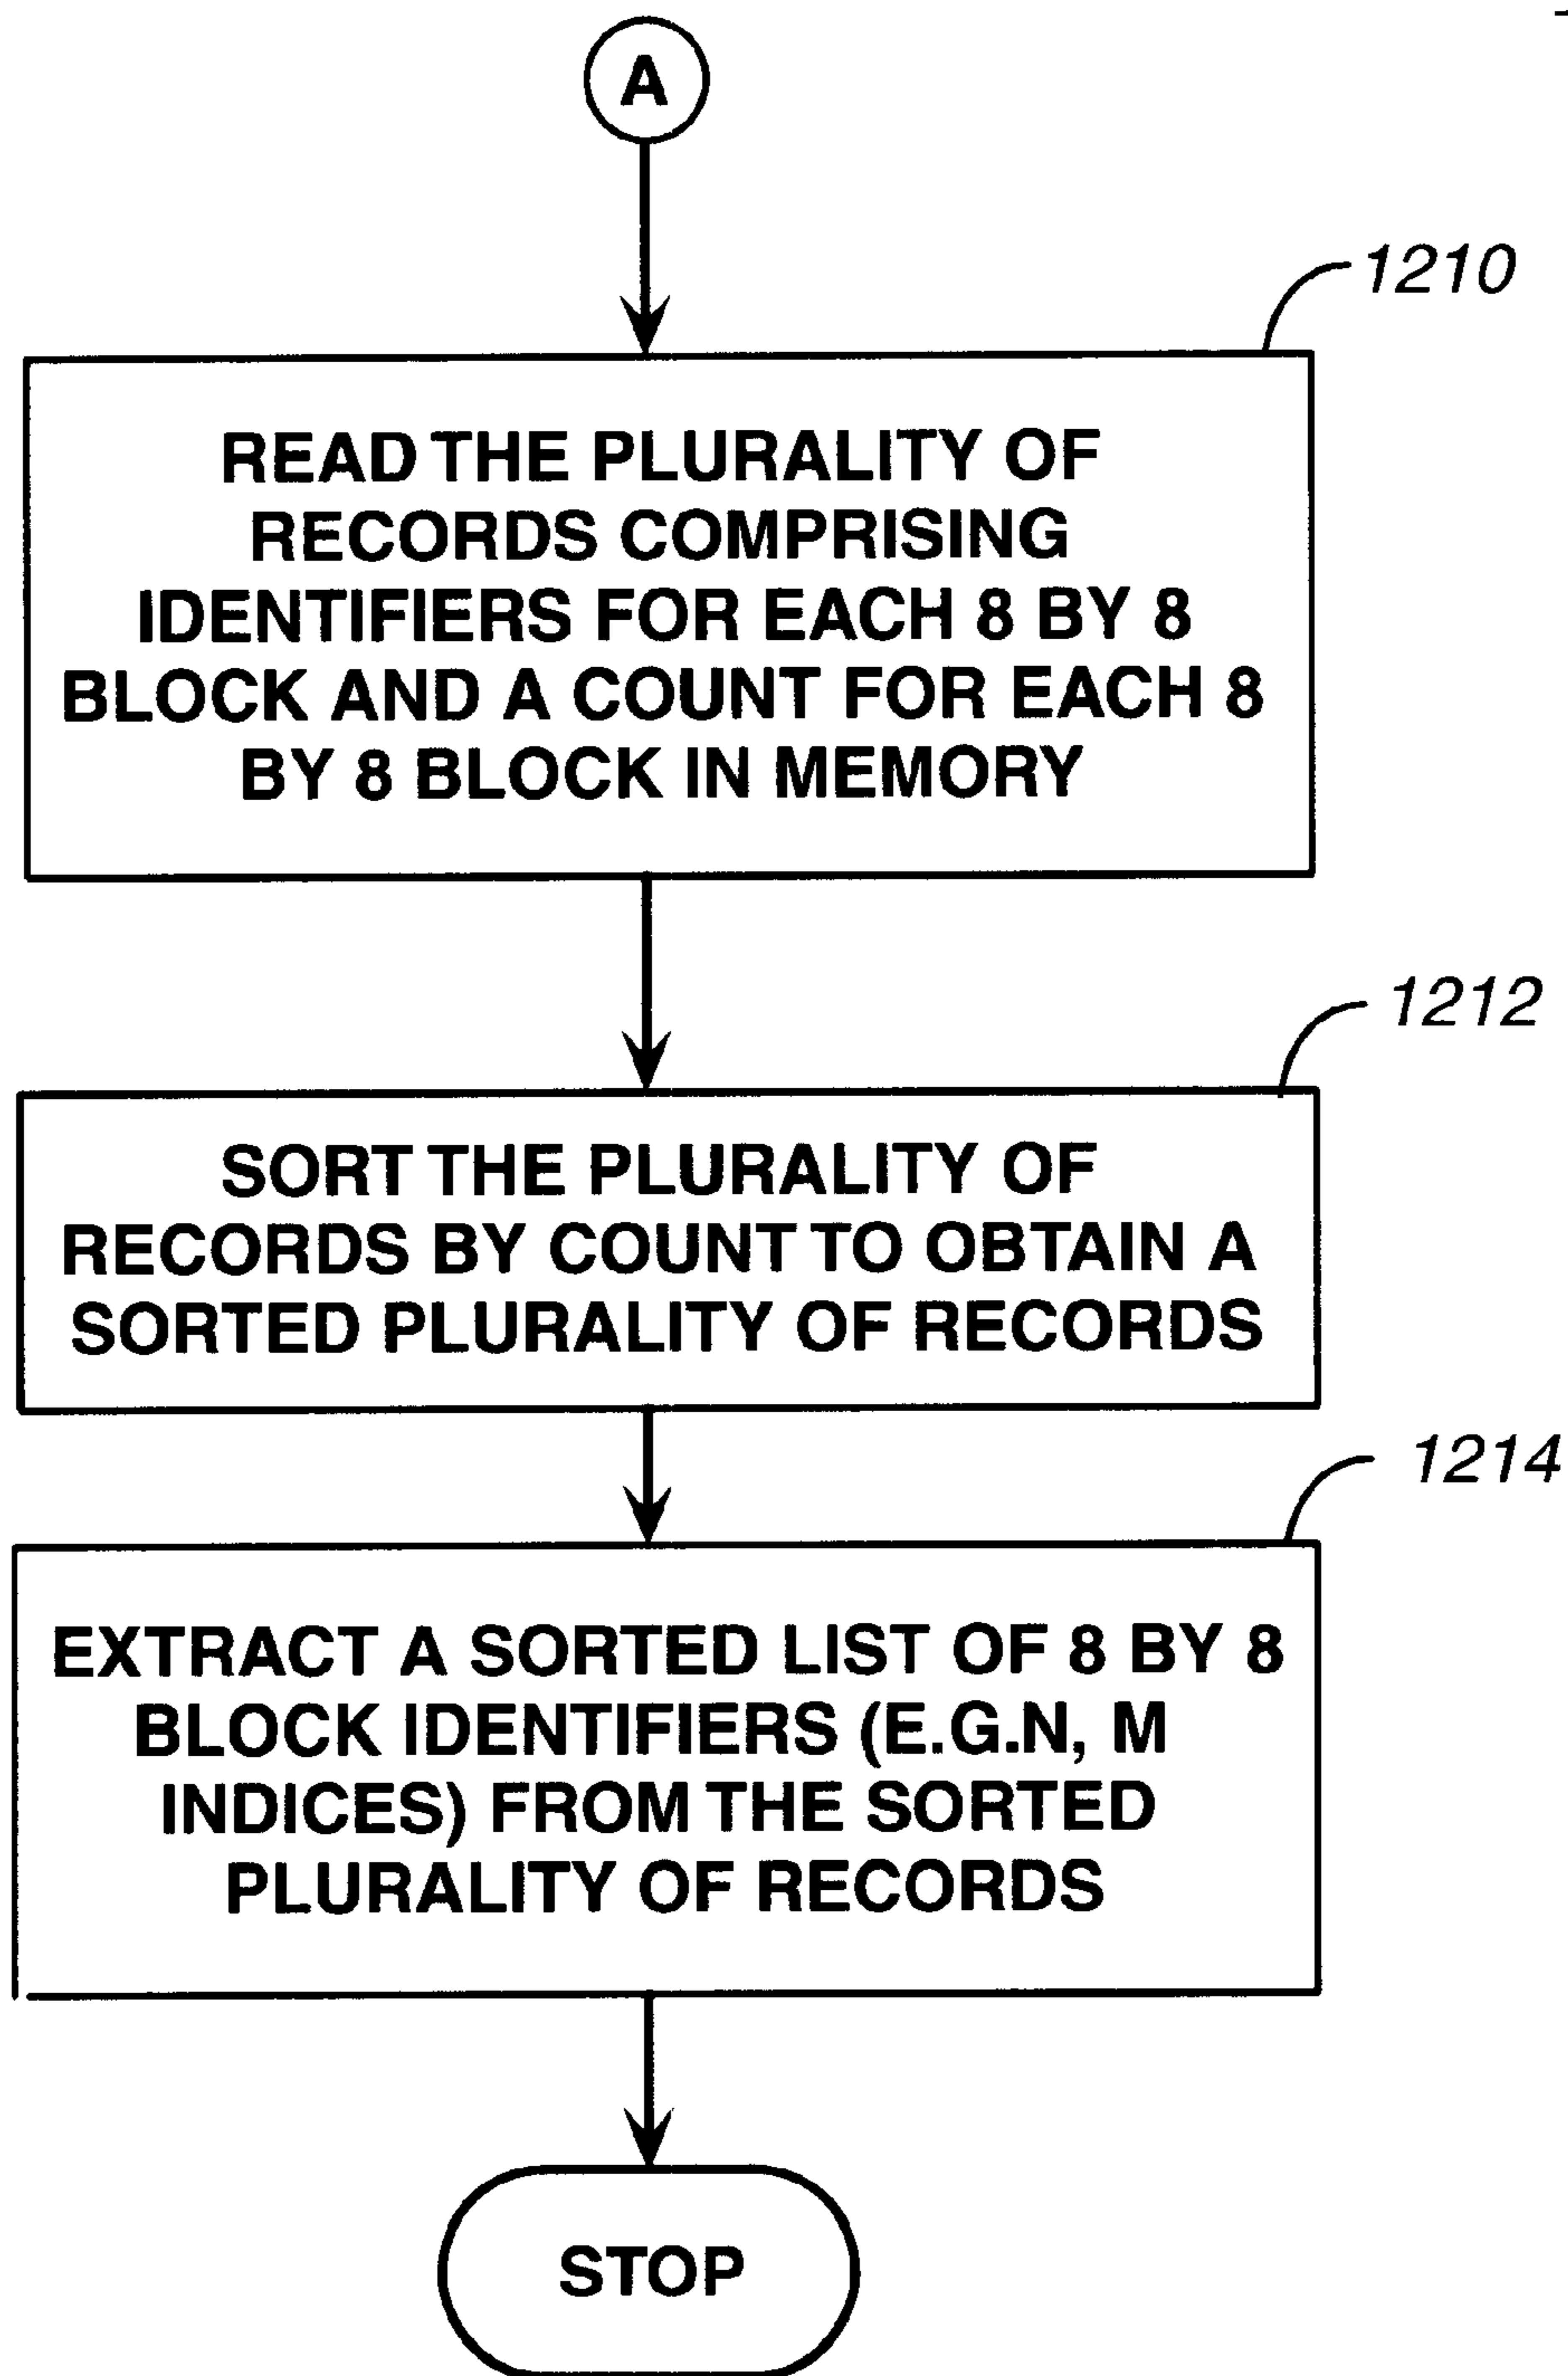 A
1210
READ THE PLURALITY OF
RECORDS COMPRISING
IDENTIFIERS FOR EACH 8 BY 8
BLOCK AND A COUNT FOR EACH 8
BY 8 BLOCK IN MEMORY
1212
SORT THE PLURALITY OF
RECORDS BY COUNT TO OBTAIN A
SORTED PLURALITY OF RECORDS
1214
EXTRACT A SORTED LIST OF 8 BY 8
BLOCK IDENTIFIERS (E.G.N, M
INDICES) FROM THE SORTED
PLURALITY OF RECORDS
STOP